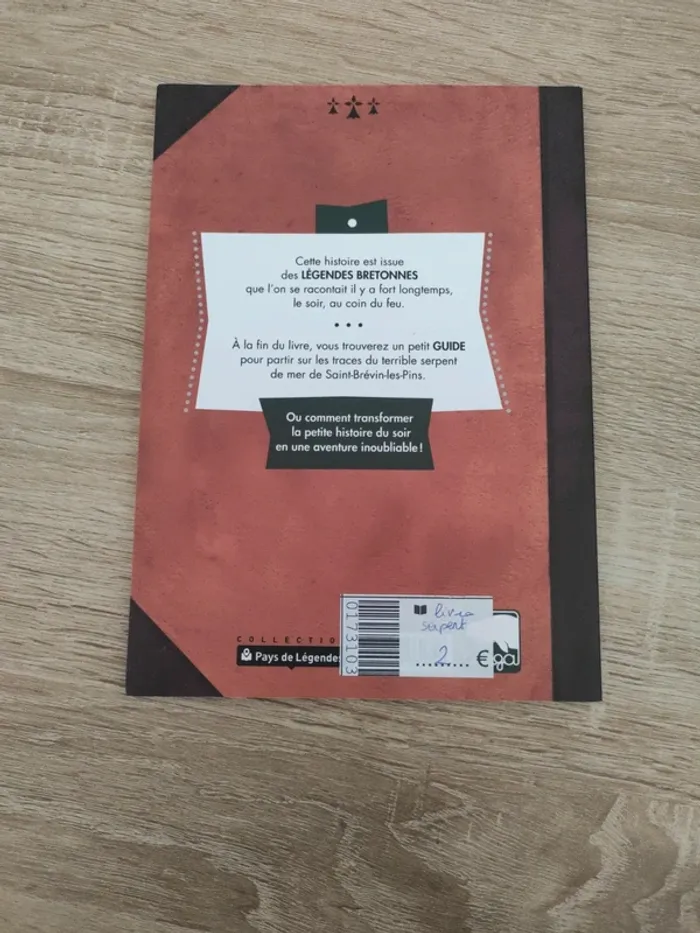 Cette histoire est issue
des LÉGENDES BRETONNES
que l'on se racontait il y a fort longtemps,
le soir, au coin du feu.
À la fin du livre, vous trouverez un petit GUIDE
pour partir sur les traces du terrible serpent
de mer de Saint-Brévin-les-Pins.
Ou comment transformer
la petite histoire du soir
en une aventure inoubliable !
COLLECTION
Pays de Légendes
0173103
serpent
2 €